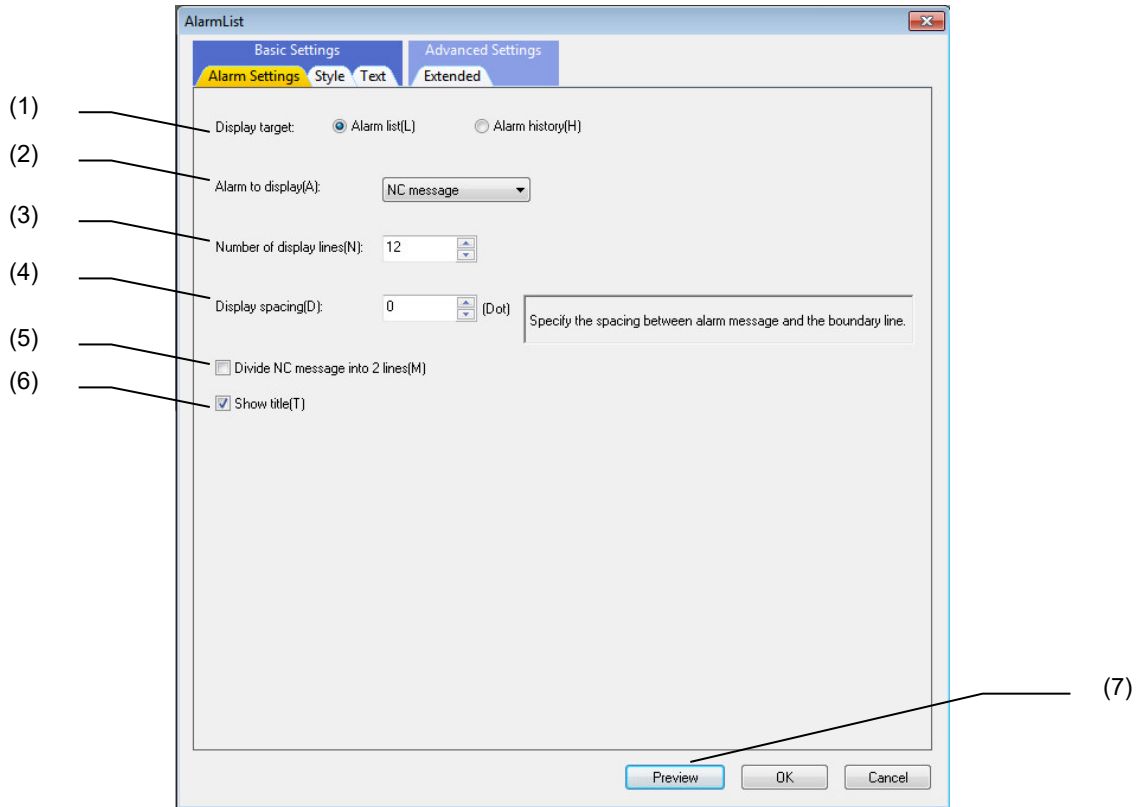 AlarmList
Basic Settings
Advanced Settings
Alarm Settings Style Text Extended
(1)
Display target: Alarm list(L) Alarm history(H)
(2)
Alarm to display(A): NC message
(3)
Number of display lines(N): 12
(4)
Display spacing(D): 0 (Dot) Specify the spacing between alarm message and the boundary line.
(5)
Divide NC message into 2 lines(M)
(6)
Show title(T)
(7)
Preview OK Cancel